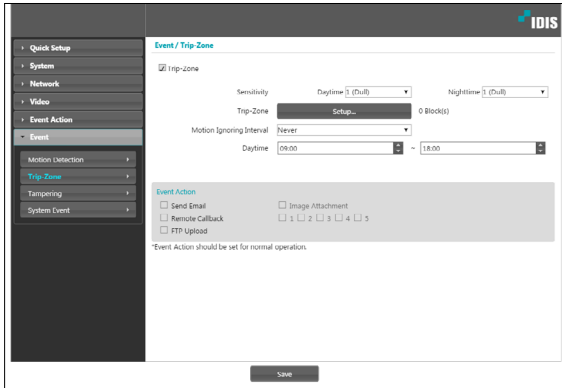 IDIS
Quick Setup
System
Network
Video
Event Action
Event
Motion Detection
Trip-Zone
Tampering
System Event
Event / Trip-Zone
Trip-Zone
Sensitivity Daytime 1 (Dull) Nighttime 1 (Dull)
Trip-Zone Setup... 0 Block(s)
Motion Ignoring Interval Never
Daytime 09:00 ~ 18:00
Event Action
Send Email Image Attachment
Remote Callback 1 2 3 4 5
FTP Upload
*Event Action should be set for normal operation.
Save